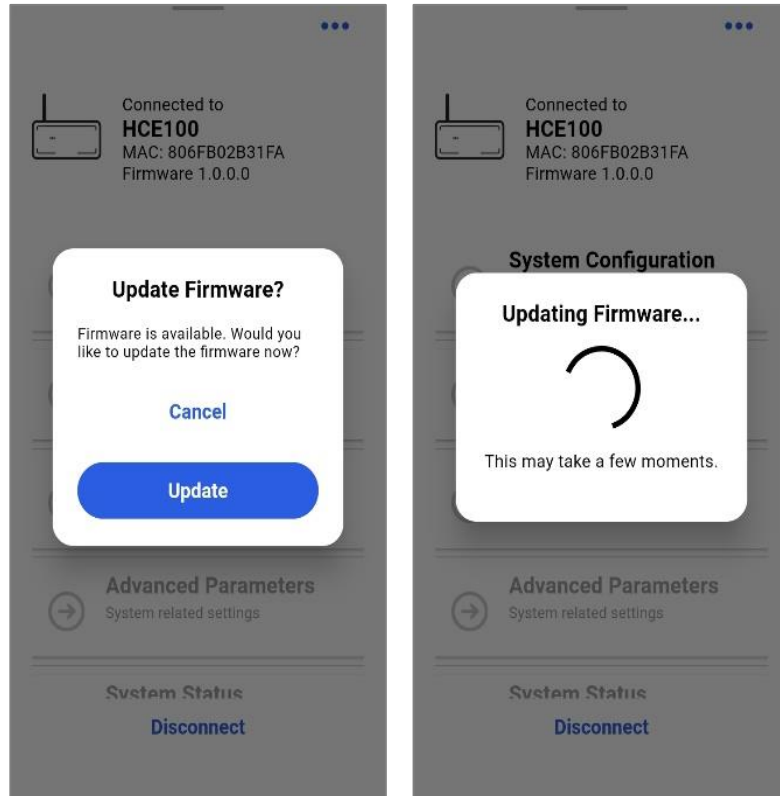 Connected to
HCE100
MAC: 806FB02B31FA
Firmware 1.0.0.0
Update Firmware?
Firmware is available. Would you
like to update the firmware now?
Cancel
Update
Advanced Parameters
System related settings
System Status
Disconnect
Connected to
HCE100
MAC: 806FB02B31FA
Firmware 1.0.0.0
System Configuration
Updating Firmware...
This may take a few moments.
Advanced Parameters
System related settings
System Status
Disconnect